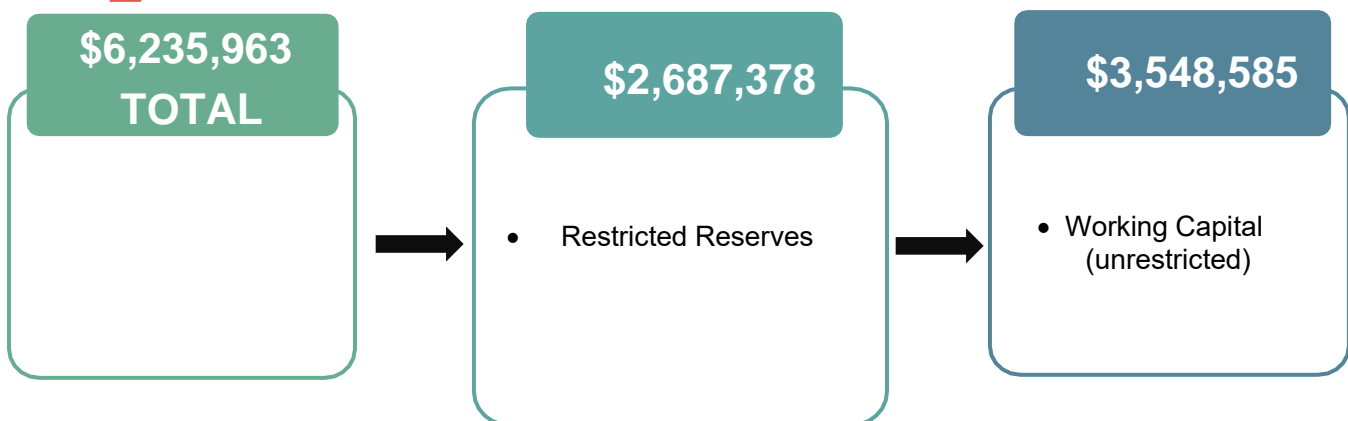 $6,235,963
TOTAL
$2,687,378
• Restricted Reserves
$3,548,585
• Working Capital
(unrestricted)